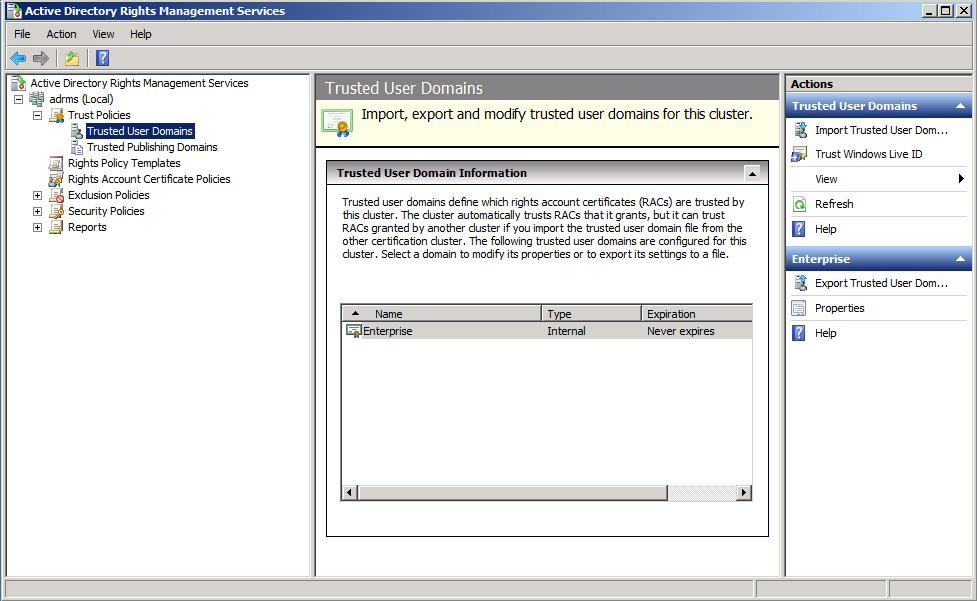 Active Directory Rights Management Services
File Action View Help
Active Directory Rights Management Services
adrms (Local)
Trust Policies
Trusted User Domains
Trusted Publishing Domains
Rights Policy Templates
Rights Account Certificate Policies
Exclusion Policies
Security Policies
Reports
Trusted User Domains
Import, export and modify trusted user domains for this cluster.
Trusted User Domain Information
Trusted user domains define which rights account certificates (RACs) are trusted by
this cluster. The cluster automatically trusts RACs that it grants, but it can trust
RACs granted by another cluster if you import the trusted user domain file from the
other certification cluster. The following trusted user domains are configured for this
cluster. Select a domain to modify its properties or to export its settings to a file.
Name Type Expiration
Enterprise Internal Never expires
Actions
Trusted User Domains
Import Trusted User Dom...
Trust Windows Live ID
View
Refresh
Help
Enterprise
Export Trusted User Dom...
Properties
Help